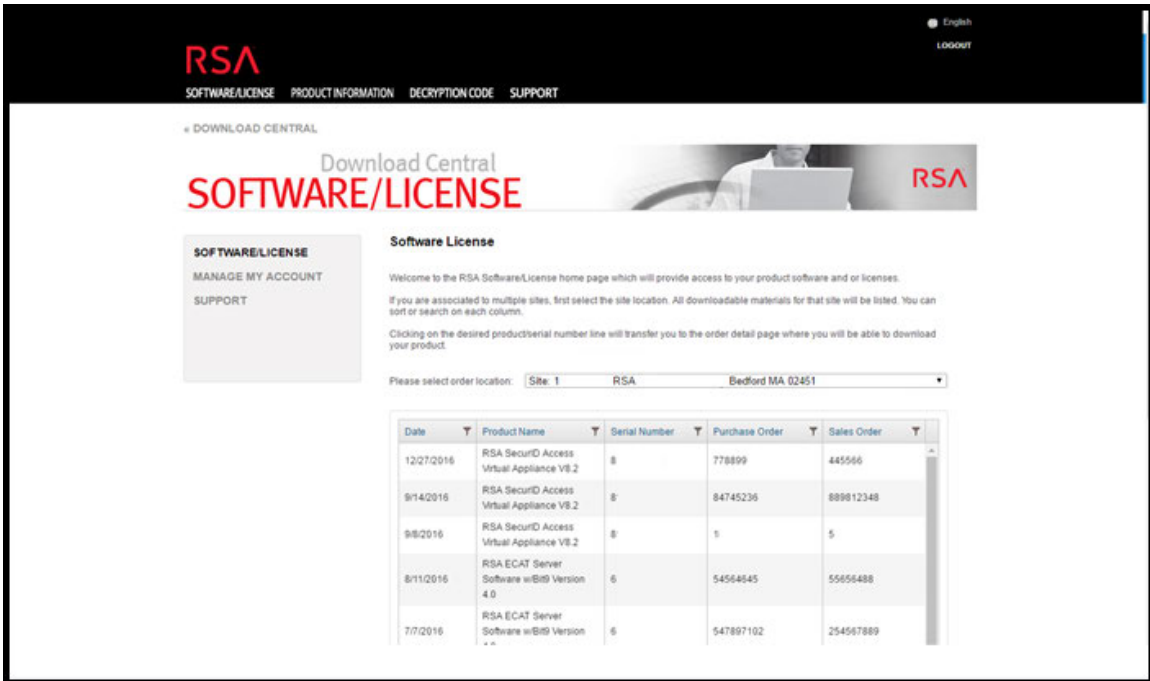 English
LOGOUT
RSA
SOFTWARE/LICENSE PRODUCT INFORMATION DECRYPTION CODE SUPPORT
« DOWNLOAD CENTRAL
Download Central
SOFTWARE/LICENSE
RSA
SOFTWARE/LICENSE
MANAGE MY ACCOUNT
SUPPORT
Software License
Welcome to the RSA Software/License home page which will provide access to your product software and or licenses.
If you are associated to multiple sites, first select the site location. All downloadable materials for that site will be listed. You can
sort or search on each column.
Clicking on the desired product/serial number line will transfer you to the order detail page where you will be able to download
your product.
Please select order location: Site: 1 RSA Bedford MA 02451
Date Product Name Serial Number Purchase Order Sales Order
12/27/2016 RSA SecurID Access
Virtual Appliance V8.2 8 778899 445566
9/14/2016 RSA SecurID Access
Virtual Appliance V8.2 8 84745236 889812348
9/8/2016 RSA SecurID Access
Virtual Appliance V8.2 8 5
RSA ECAT Server
8/11/2016 Software w/Bit9 Version 6 54564645 55656488
4.0
RSA ECAT Server
7/7/2016 Software w/Bit9 Version 6 547897102 254567889